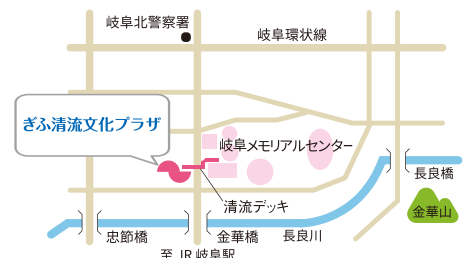 岐阜北警察署
岐阜環状線
ぎふ清流文化プラザ
岐阜メモリアルセンター
長良橋
清流デッキ
金華山
忠節橋
金華橋
長良川
至 JR 岐阜駅